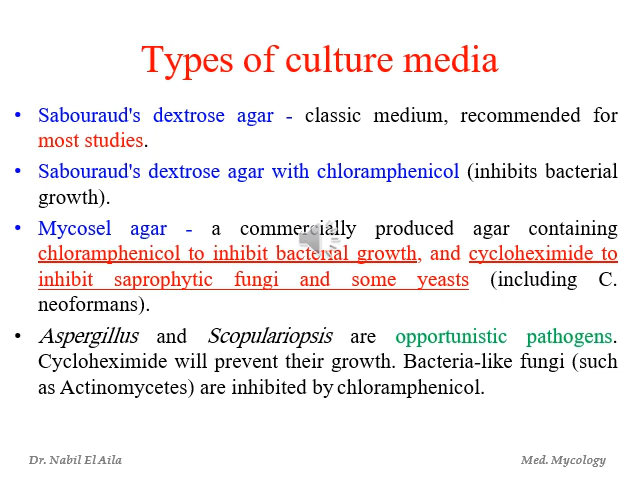 Types of culture media
• Sabouraud's dextrose agar - classic medium, recommended for
most studies.
• Sabouraud's dextrose agar with chloramphenicol (inhibits bacterial
growth).
• Mycosel agar - a commercially produced agar containing
chloramphenicol to inhibit bacterial growth, and cycloheximide to
inhibit saprophytic fungi and some yeasts (including C.
neoformans).
• Aspergillus and Scopulariopsis are opportunistic pathogens.
Cycloheximide will prevent their growth. Bacteria-like fungi (such
as Actinomycetes) are inhibited by chloramphenicol.
Dr. Nabil El Aila Med. Mycology